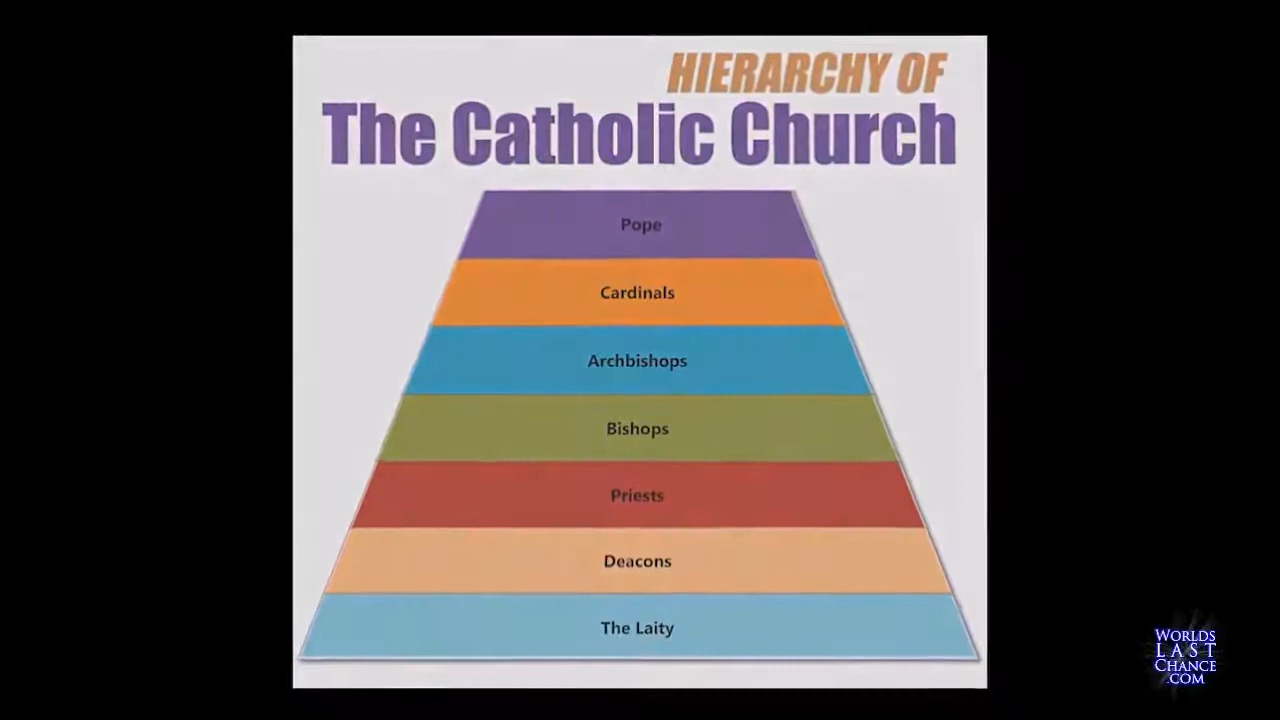 HIERARCHY OF
The Catholic Church
Pope
Cardinals
Archbishops
Bishops
Priests
Deacons
The Laity
WORLDS
LAST
CHANCE
.COM